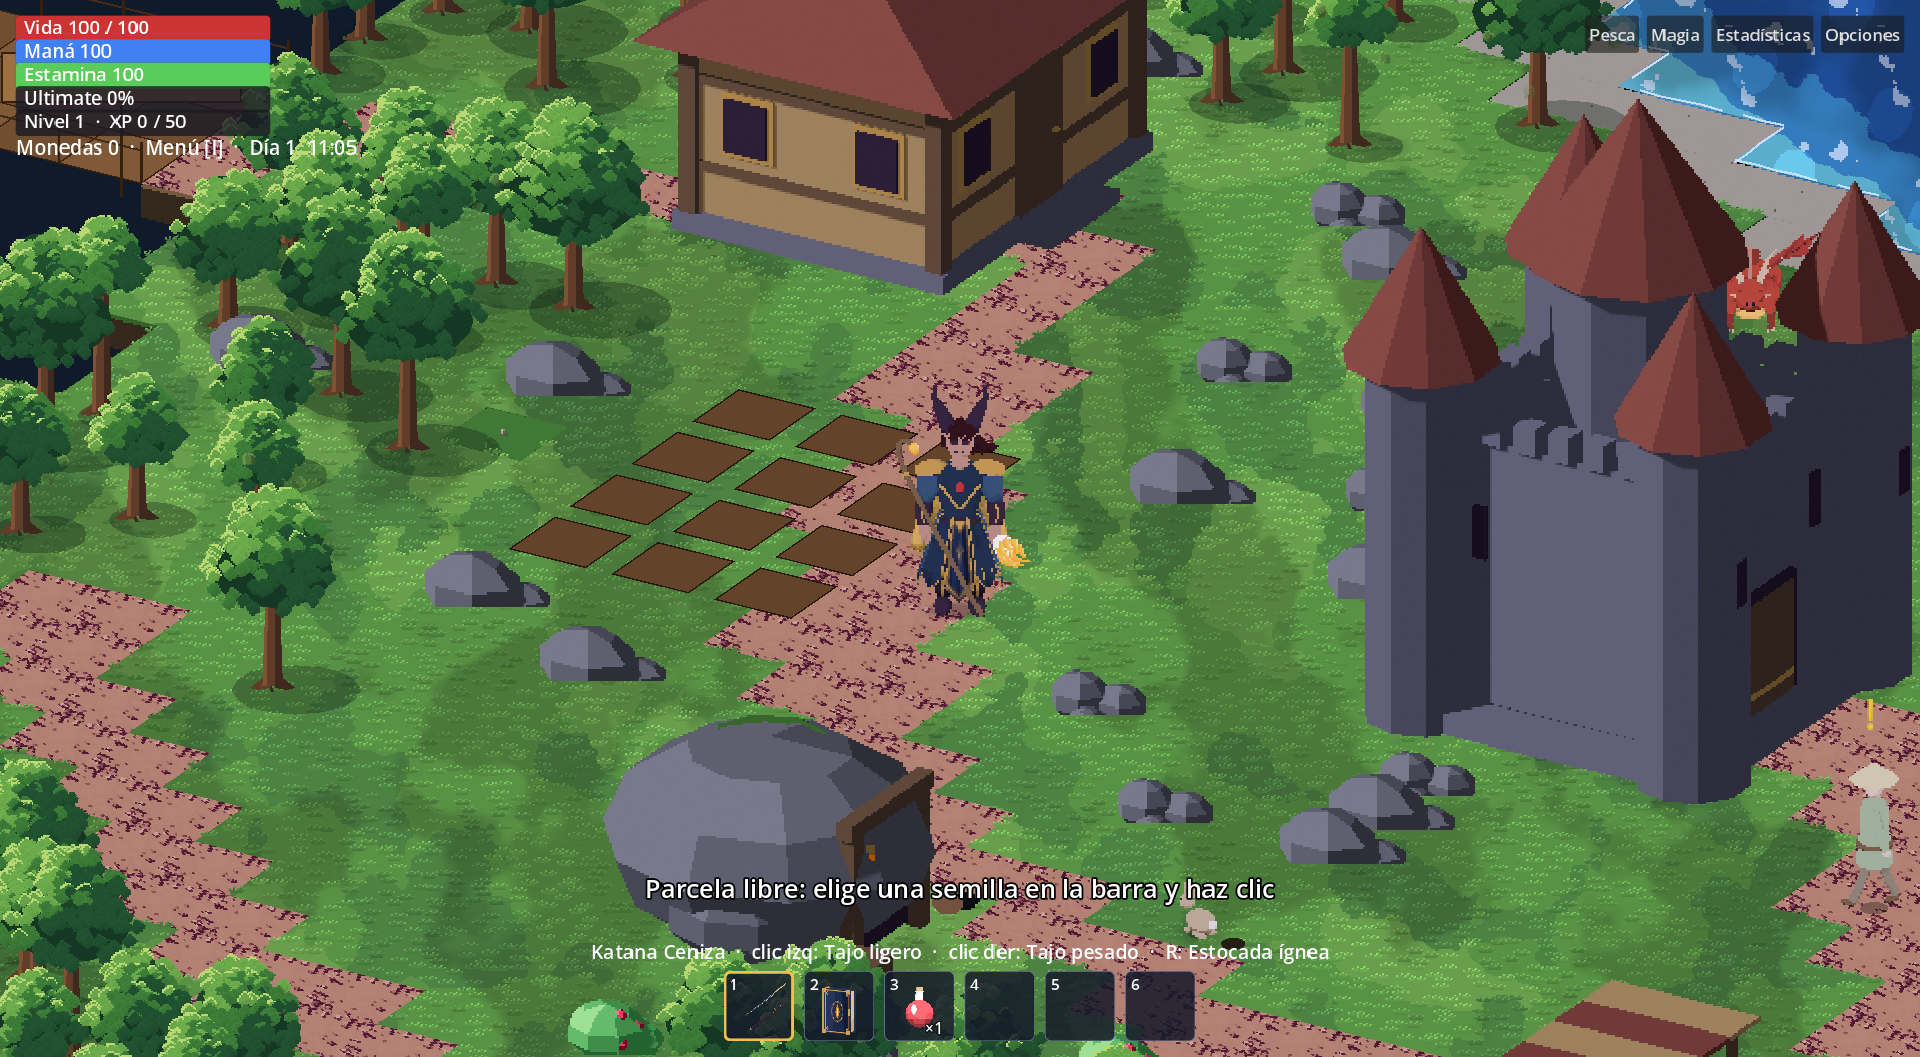 Vida 100 / 100
Maná 100
Estamina 100
Ultimate 0%
Nivel 1 · XP 0 / 50
Monedas 0 · Menú [I] · Día 1 11:05
Pesca Magia Estadísticas Opciones
!
Parcela libre: elige una semilla en la barra y haz clic
Katana Ceniza · clic izq: Tajo ligero · clic der: Tajo pesado · R: Estocada ígnea
1 2 3 4 5 6
×1